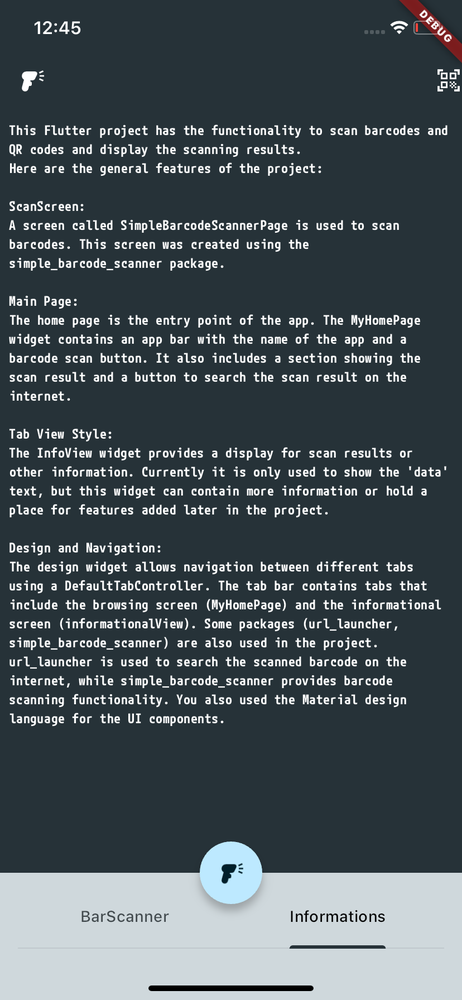 12:45
DEBUG
This Flutter project has the functionality to scan barcodes and
QR codes and display the scanning results.
Here are the general features of the project:
ScanScreen:
A screen called SimpleBarcodeScannerPage is used to scan
barcodes. This screen was created using the
simple_barcode_scanner package.
Main Page:
The home page is the entry point of the app. The MyHomePage
widget contains an app bar with the name of the app and a
barcode scan button. It also includes a section showing the
scan result and a button to search the scan result on the
internet.
Tab View Style:
The InfoView widget provides a display for scan results or
other information. Currently it is only used to show the 'data'
text, but this widget can contain more information or hold a
place for features added later in the project.
Design and Navigation:
The design widget allows navigation between different tabs
using a DefaultTabController. The tab bar contains tabs that
include the browsing screen (MyHomePage) and the informational
screen (informationalView). Some packages (url_launcher,
simple_barcode_scanner) are also used in the project.
url_launcher is used to search the scanned barcode on the
internet, while simple_barcode_scanner provides barcode
scanning functionality. You also used the Material design
language for the UI components.
BarScanner
Informations